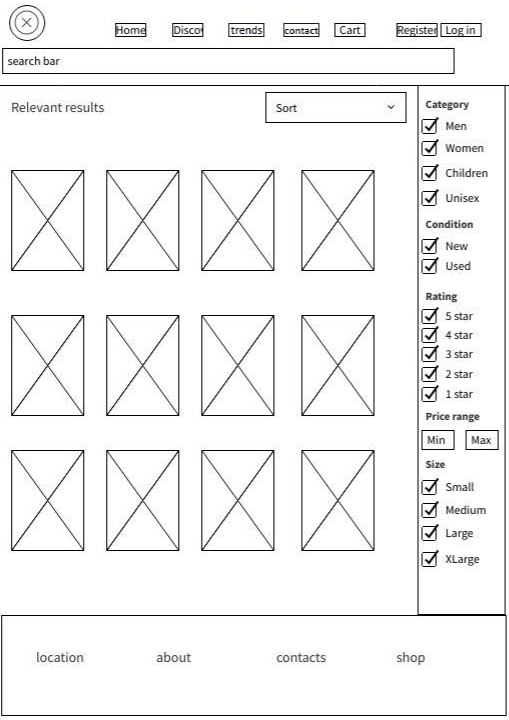 Home Disco trends contact Cart Register Log in
search bar
Relevant results
Sort
Category
Men
Women
Children
Unisex
Condition
New
Used
Rating
5 star
4 star
3 star
2 star
1 star
Price range
Min Max
Size
Small
Medium
Large
XLarge
location about contacts shop